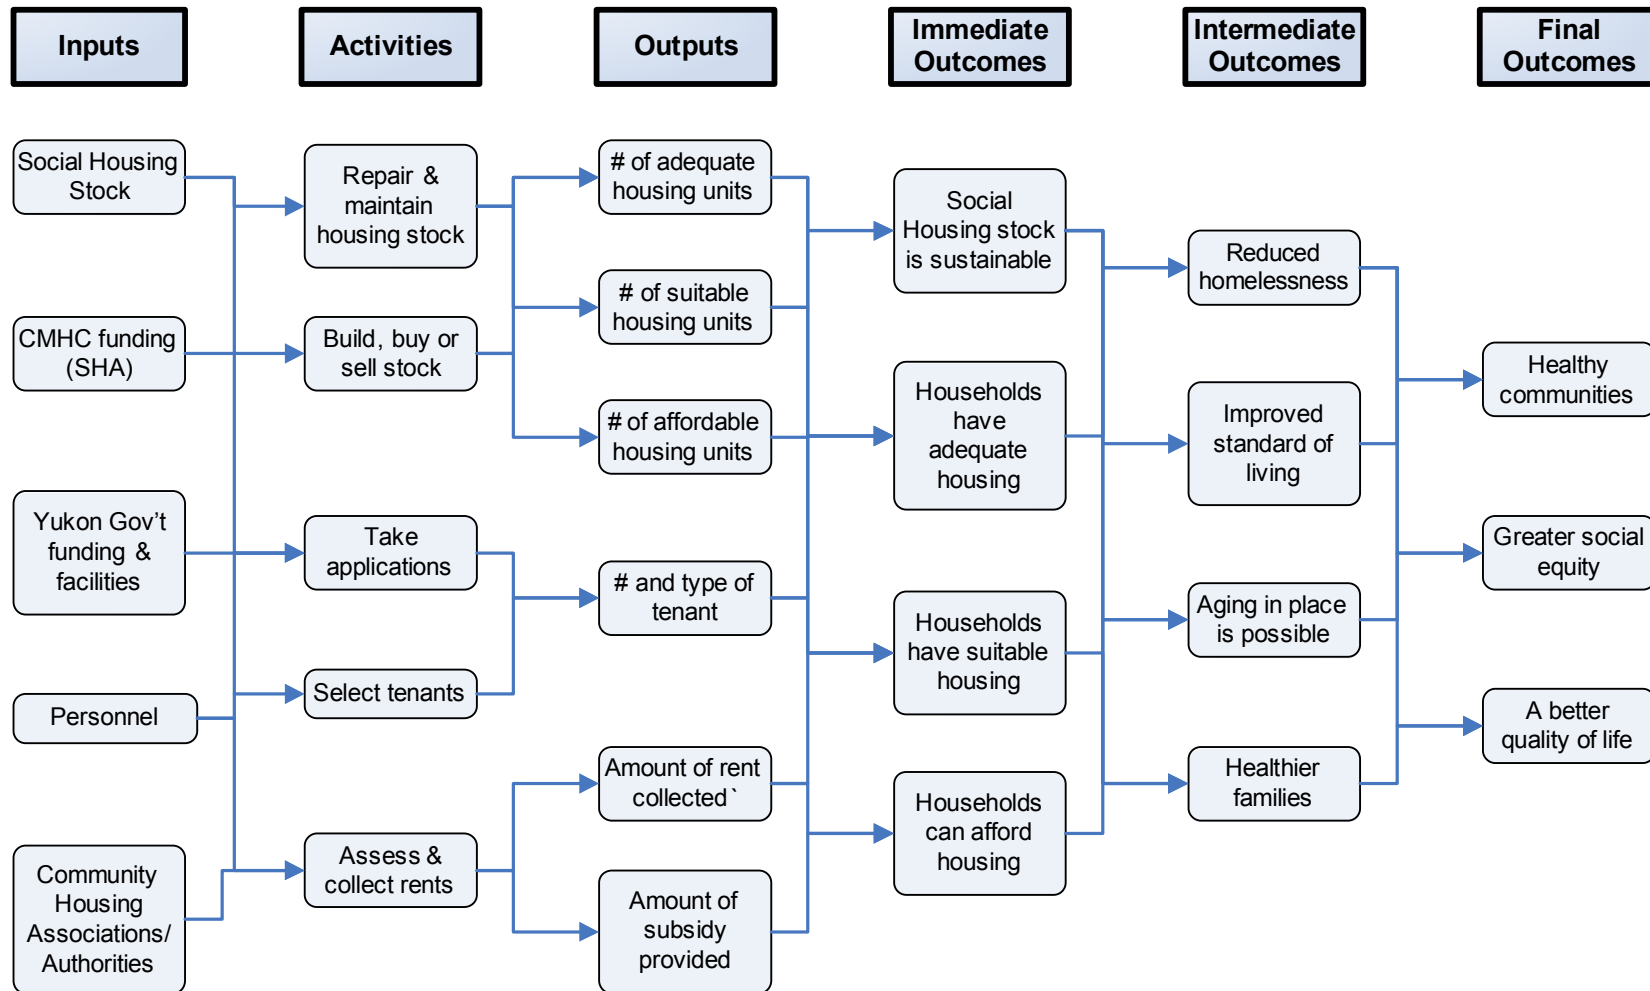 Inputs
Activities
Outputs
Immediate
Outcomes
Intermediate
Outcomes
Final
Outcomes
Social Housing
Stock
CMHC funding
(SHA)
Yukon Gov’t
funding &
facilities
Personnel
Community
Housing
Associations/
Authorities
Repair &
maintain
housing stock
Build, buy or
sell stock
Take
applications
Select tenants
Assess &
collect rents
# of adequate
housing units
# of suitable
housing units
# of affordable
housing units
# and type of
tenant
Amount of rent
collected`
Amount of
subsidy
provided
Social
Housing stock
is sustainable
Households
have
adequate
housing
Households
have suitable
housing
Households
can afford
housing
Reduced
homelessness
Improved
standard of
living
Aging in place
is possible
Healthier
families
Healthy
communities
Greater social
equity
A better
quality of life